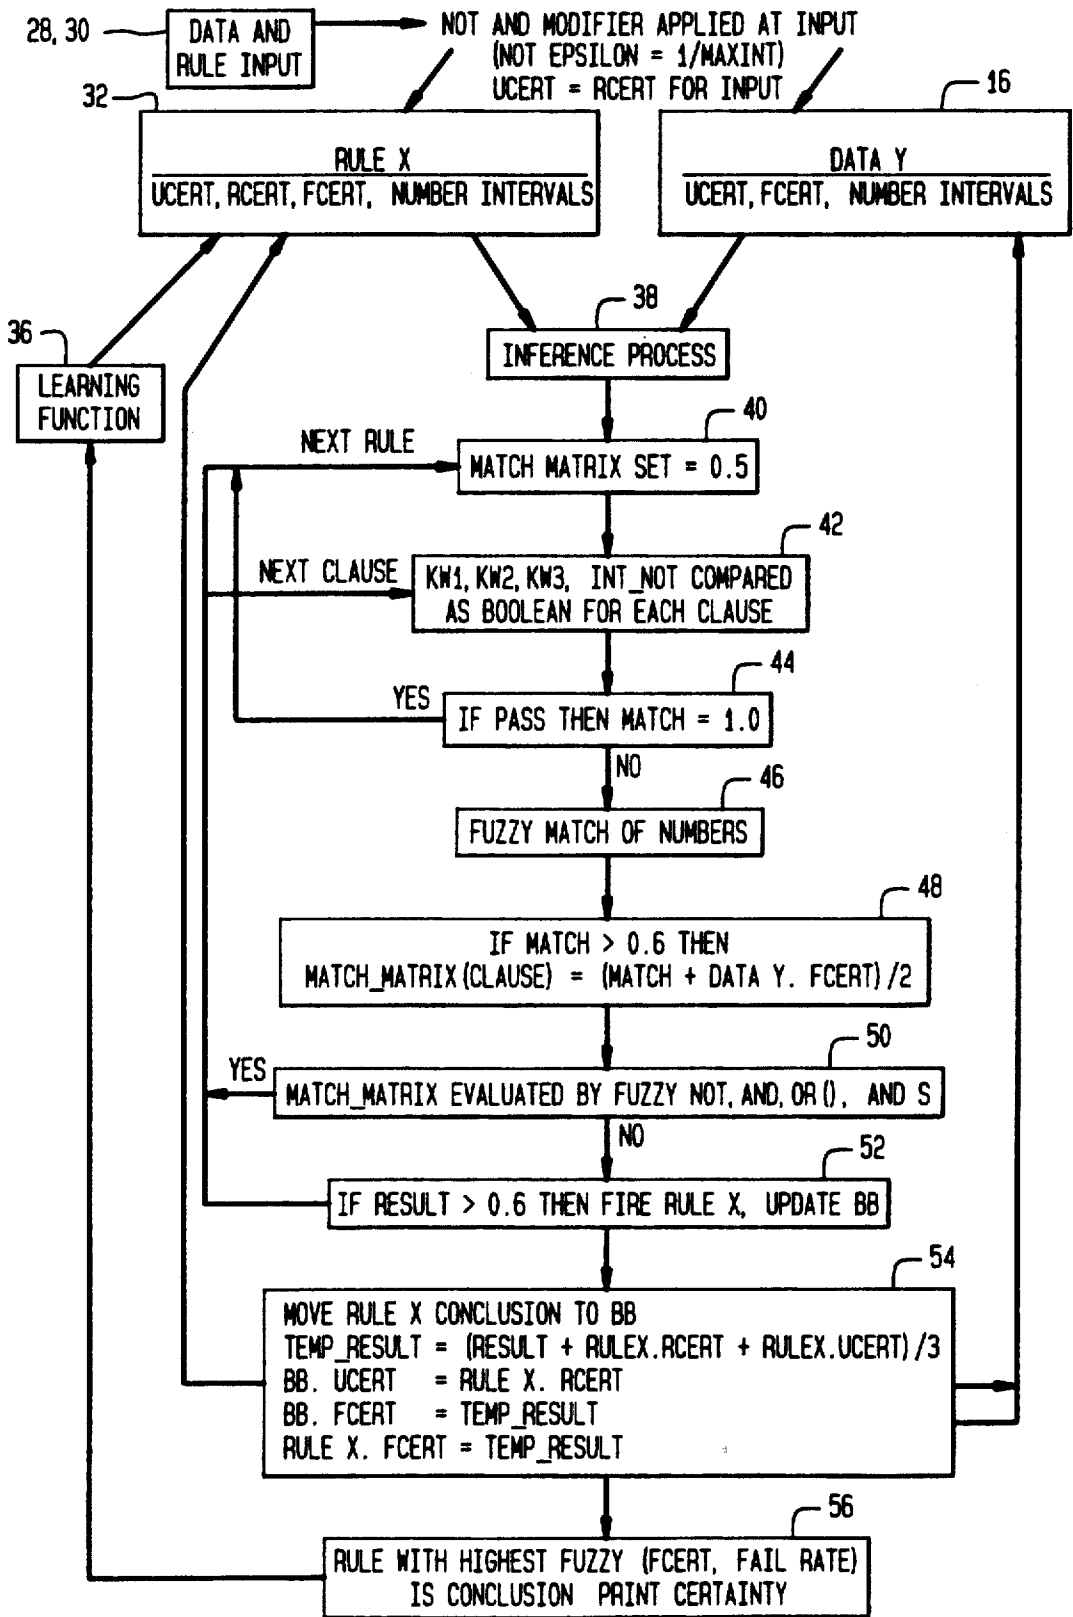 28, 30
DATA AND
RULE INPUT
NOT AND MODIFIER APPLIED AT INPUT
(NOT EPSILON = 1/MAXINT)
UCERT = RCERT FOR INPUT
32
RULE X
UCERT, RCERT, FCERT, NUMBER INTERVALS
16
DATA Y
UCERT, FCERT, NUMBER INTERVALS
38
INFERENCE PROCESS
36
LEARNING
FUNCTION
40
NEXT RULE
MATCH MATRIX SET = 0.5
42
NEXT CLAUSE
KW1, KW2, KW3, INT_NOT COMPARED
AS BOOLEAN FOR EACH CLAUSE
44
YES
IF PASS THEN MATCH = 1.0
NO
46
FUZZY MATCH OF NUMBERS
48
IF MATCH > 0.6 THEN
MATCH_MATRIX (CLAUSE) = (MATCH + DATA Y. FCERT) /2
50
YES
MATCH_MATRIX EVALUATED BY FUZZY NOT, AND, OR (), AND S
NO
52
IF RESULT > 0.6 THEN FIRE RULE X, UPDATE BB
54
MOVE RULE X CONCLUSION TO BB
TEMP_RESULT = (RESULT + RULEX.RCERT + RULEX.UCERT) /3
BB. UCERT = RULE X. RCERT
BB. FCERT = TEMP_RESULT
RULE X. FCERT = TEMP_RESULT
56
RULE WITH HIGHEST FUZZY (FCERT, FAIL RATE)
IS CONCLUSION PRINT CERTAINTY